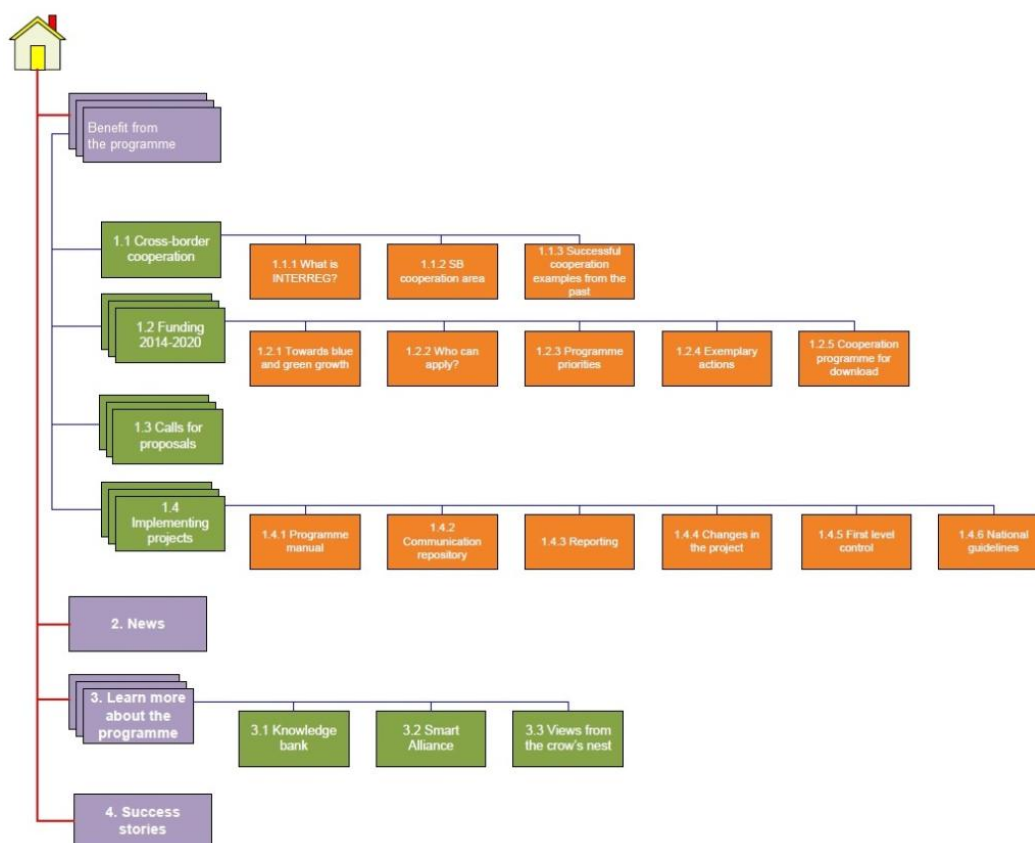 Benefit from
the programme
1.1 Cross-border
cooperation
1.1.1 What is
INTERREG?
1.1.2 SB
cooperation area
1.1.3 Successful
cooperation
examples from the
past
1.2 Funding
2014-2020
1.2.1 Towards blue
and green growth
1.2.2 Who can
apply?
1.2.3 Programme
priorities
1.2.4 Exemplary
actions
1.2.5 Cooperation
programme for
download
1.3 Calls for
proposals
1.4
Implementing
projects
1.4.1 Programme
manual
1.4.2
Communication
repository
1.4.3 Reporting
1.4.4 Changes in
the project
1.4.5 First level
control
1.4.6 National
guidelines
2. News
3. Learn more
about the
programme
3.1 Knowledge
bank
3.2 Smart
Alliance
3.3 Views from
the crow's nest
4. Success
stories